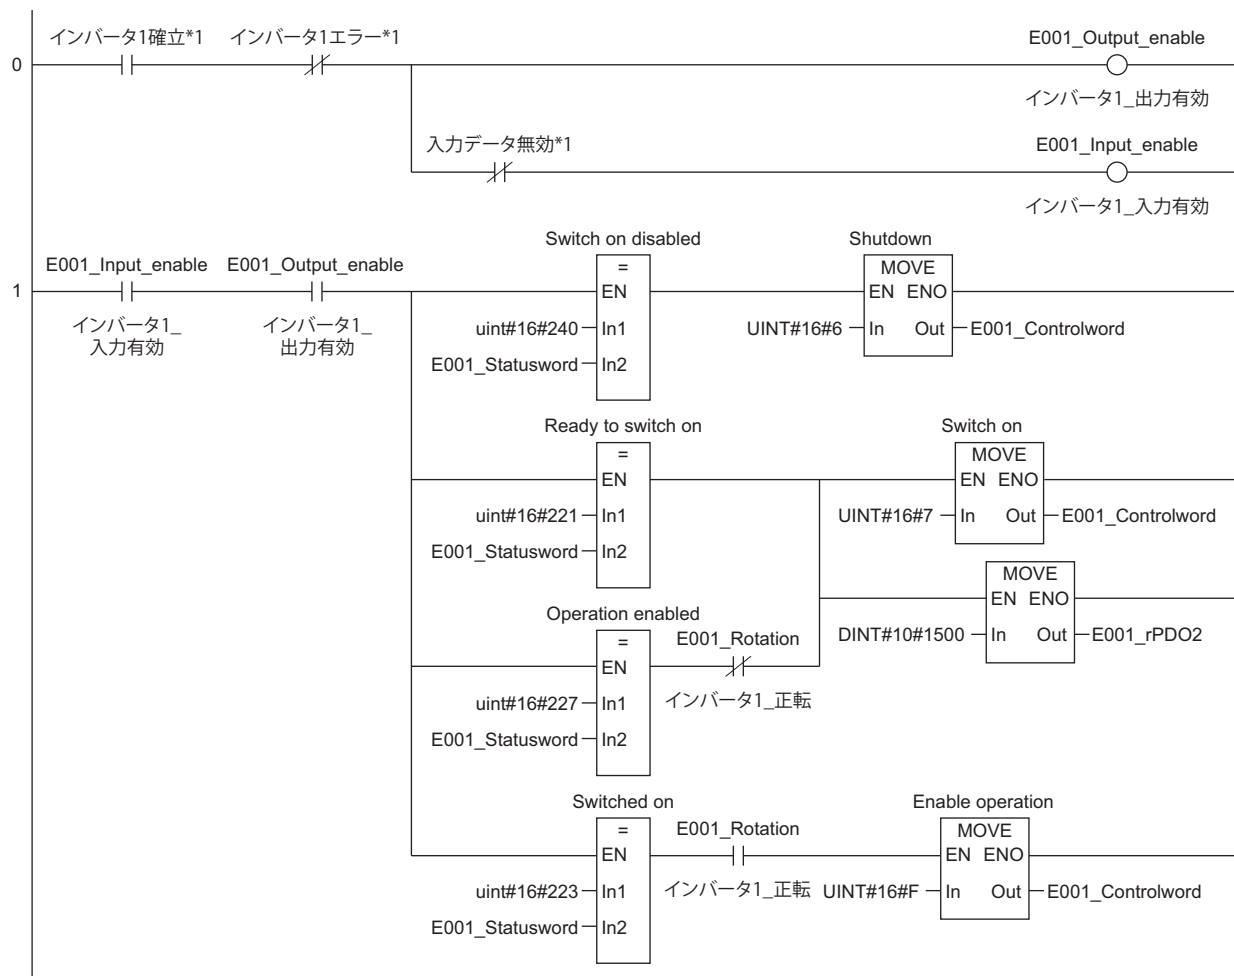 インバータ1確立*1 インバータ1エラー*1 E001_Output_enable
0
インバータ1_出力有効
入力データ無効*1 E001_Input_enable
インバータ1_入力有効
Switch on disabled Shutdown
E001_Input_enable E001_Output_enable = MOVE
1 EN EN ENO
インバータ1_
入力有効
インバータ1_
出力有効
uint#16#240 In1 UINT#16#6 In Out E001_Controlword
E001_Statusword In2
Ready to switch on Switch on
= MOVE
EN EN ENO
uint#16#221 In1 UINT#16#7 In Out E001_Controlword
E001_Statusword In2
MOVE
EN ENO
Operation enabled
E001_Rotation DINT#10#1500 In Out E001_rPDO2
=
EN
uint#16#227 In1 インバータ1_正転
E001_Statusword In2
Switched on Enable operation
= E001_Rotation MOVE
EN EN ENO
uint#16#223 In1 インバータ1_正転 UINT#16#F In Out E001_Controlword
E001_Statusword In2